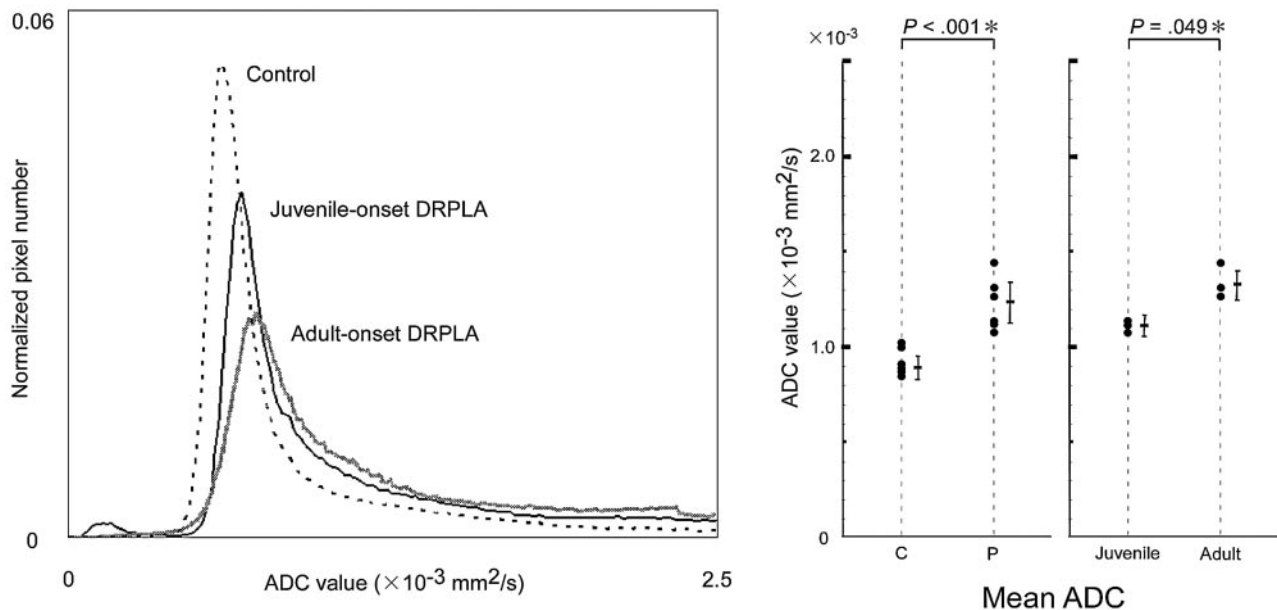 0.06
Normalized pixel number
Control
Juvenile-onset DRPLA
Adult-onset DRPLA
0
0
ADC value (×10⁻³ mm²/s)
2.5
×10⁻³
P < .001*
P = .049*
ADC value (×10⁻³ mm²/s)
2.0
1.0
0
C
P
Juvenile
Adult
Mean ADC